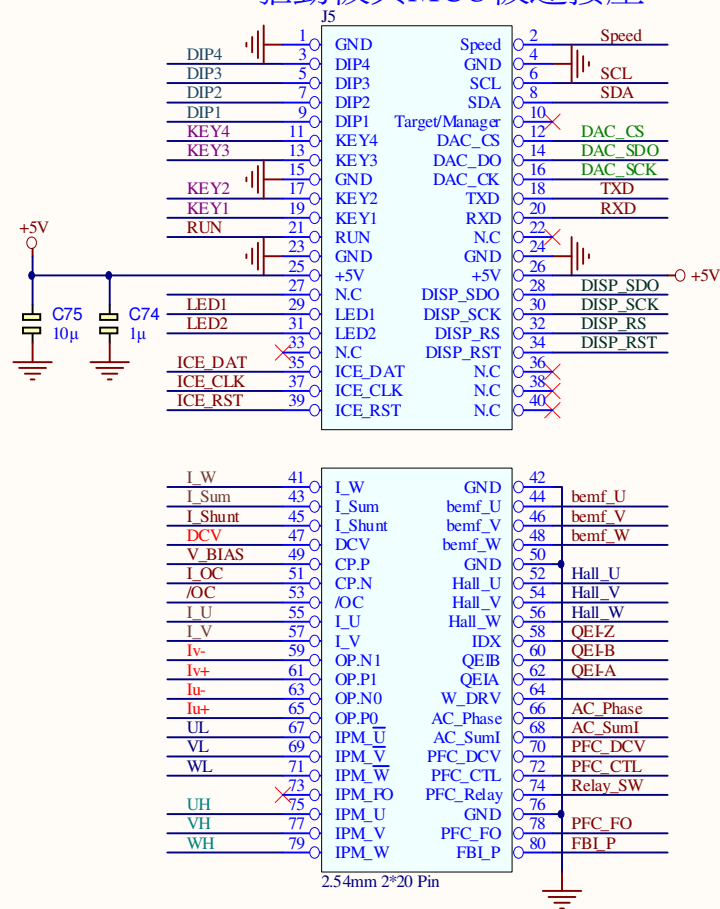 驅動板與MCU板連接座
J5
1 GND Speed 2 Speed
DIP4 3 DIP4 GND 4
DIP3 5 DIP3 SCL 6 SCL
DIP2 7 DIP2 SDA 8 SDA
DIP1 9 DIP1 Target/Manager 10
KEY4 11 KEY4 DAC_CS 12 DAC_CS
KEY3 13 KEY3 DAC_DO 14 DAC_SDO
15 GND DAC_CK 16 DAC_SCK
KEY2 17 KEY2 TXD 18 TXD
KEY1 19 KEY1 RXD 20 RXD
RUN 21 RUN N.C 22
+5V 23 GND GND 24
25 +5V +5V 26 +5V
27 N.C DISP_SDO 28 DISP_SDO
C75 C74 LED1 29 LED1 DISP_SCK 30 DISP_SCK
10μ 1μ LED2 31 LED2 DISP_RS 32 DISP_RS
33 N.C DISP_RST 34 DISP_RST
ICE_DAT 35 ICE_DAT N.C 36
ICE_CLK 37 ICE_CLK N.C 38
ICE_RST 39 ICE_RST N.C 40
I_W 41 I_W GND 42
I_Sum 43 I_Sum bemf_U 44 bemf_U
I_Shunt 45 I_Shunt bemf_V 46 bemf_V
DCV 47 DCV bemf_W 48 bemf_W
V_BIAS 49 CP.P GND 50
I_OC 51 CP.N Hall_U 52 Hall_U
/OC 53 /OC Hall_V 54 Hall_V
I_U 55 I_U Hall_W 56 Hall_W
I_V 57 I_V IDX 58 QEI-Z
Iv- 59 OP.N1 QEIB 60 QEI-B
Iv+ 61 OP.P1 QEIA 62 QEI-A
Iu- 63 OP.N0 W_DRV 64
Iu+ 65 OP.P0 AC_Phase 66 AC_Phase
UL 67 IPM_U AC_SumI 68 AC_SumI
VL 69 IPM_V PFC_DCV 70 PFC_DCV
WL 71 IPM_W PFC_CTL 72 PFC_CTL
73 IPM_FO PFC_Relay 74 Relay_SW
UH 75 IPM_U GND 76
VH 77 IPM_V PFC_FO 78 PFC_FO
WH 79 IPM_W FBI_P 80 FBI_P
2.54mm 2*20 Pin